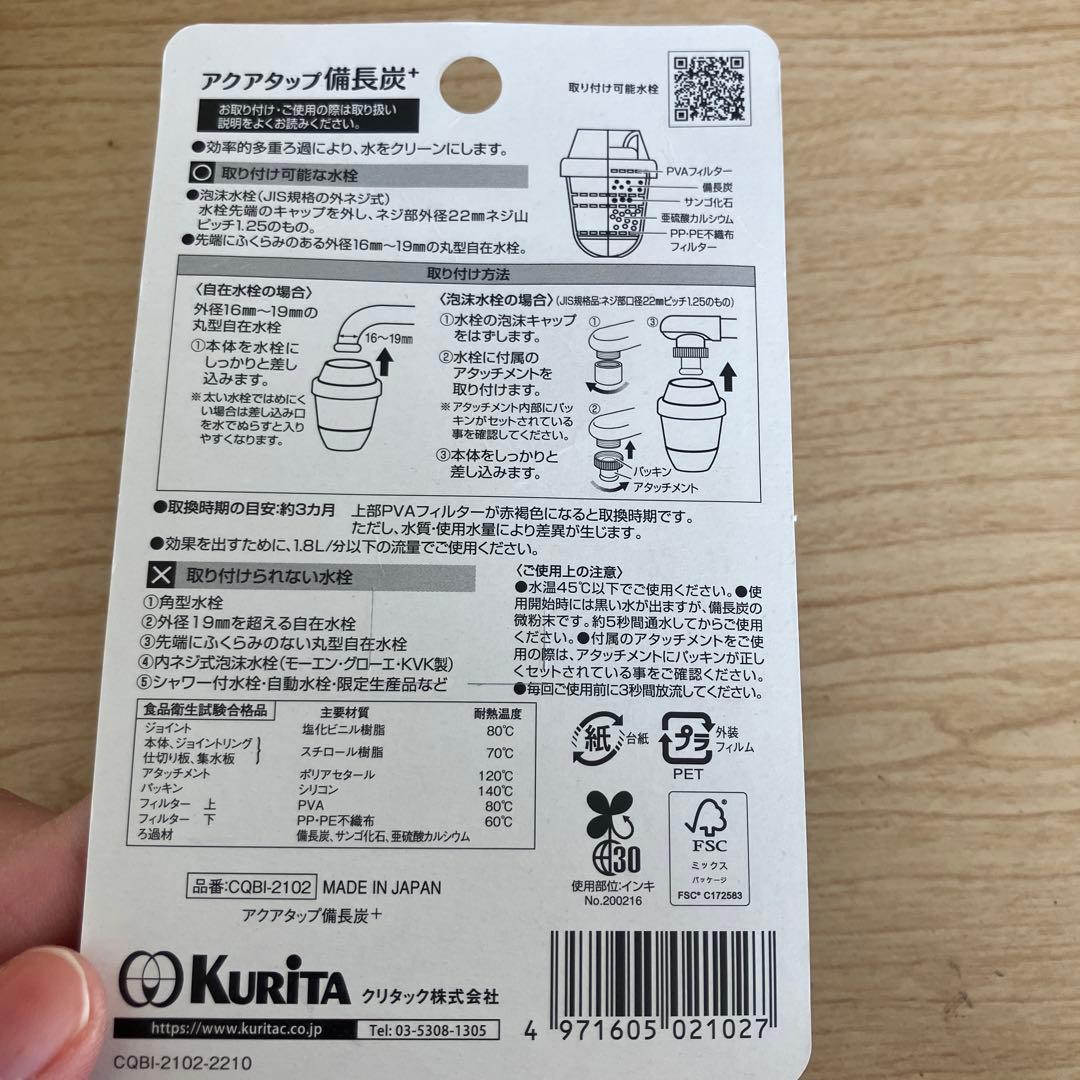 アクアタップ備長炭+
お取り付け・ご使用の際は取り扱い
説明をよくお読みください。
●効率的多重ろ過により、水をクリーンにします。
取り付け可能水栓
PVAフィルター
備長炭
サンゴ化石
亜硫酸カルシウム
PP・PE不織布
フィルター
○ 取り付け可能な水栓
●泡沫水栓(JIS規格の外ネジ式)
水栓先端のキャップを外し、ネジ部外径22mmネジ山
ピッチ1.25のもの。
●先端にふくらみのある外径16mm～19mmの丸型自在水栓。
取り付け方法
〈自在水栓の場合〉
外径16mm～19mmの
丸型自在水栓
①本体を水栓に
しっかりと差し
込みます。
※太い水栓ではめにく
い場合は差し込み口
を水でぬらすと入り
やすくなります。
16～19mm
〈泡沫水栓の場合〉(JIS規格品:ネジ部口径22mmピッチ1.25のもの)
①水栓の泡沫キャップ
をはずします。
②水栓に付属の
アタッチメントを
取り付けます。
※アタッチメント内部にパッ
キンがセットされている
事を確認してください。
③本体をしっかりと
差し込みます。
①
③
②
パッキン
アタッチメント
●取換時期の目安:約3カ月 上部PVAフィルターが赤褐色になると取換時期です。
ただし、水質・使用水量により差異が生じます。
●効果を出すために、1.8L/分以下の流量でご使用ください。
× 取り付けられない水栓
①角型水栓
②外径19mmを超える自在水栓
③先端にふくらみのない丸型自在水栓
④内ネジ式泡沫水栓(モーエン・グローエ・KVK製)
⑤シャワー付水栓・自動水栓・限定生産品など
〈ご使用上の注意〉
●水温45℃以下でご使用ください。●使
用開始時には黒い水が出ますが、備長炭の
微粉末です。約5秒間通水してからご使用
ください。●付属のアタッチメントをご使
用の際は、アタッチメントにパッキンが正し
くセットされている事をご確認ください。
●毎回ご使用前に3秒間放流してください。
食品衛生試験合格品 主要材質 耐熱温度
ジョイント 塩化ビニル樹脂 80℃
本体、ジョイントリング
仕切り板、集水板 スチロール樹脂 70℃
アタッチメント ポリアセタール 120℃
パッキン シリコン 140℃
フィルター 上 PVA 80℃
フィルター 下 PP・PE不織布 60℃
ろ過材 備長炭、サンゴ化石、亜硫酸カルシウム
紙 台紙
プラ 外装
フィルム
PET
30
使用部位:インキ
No.200216
FSC
ミックス
パッケージ
FSC® C172583
品番:CQBI-2102 MADE IN JAPAN
アクアタップ備長炭+
KURITA クリタック株式会社
https://www.kuritac.co.jp Tel: 03-5308-1305
4 971605 021027
CQBI-2102-2210